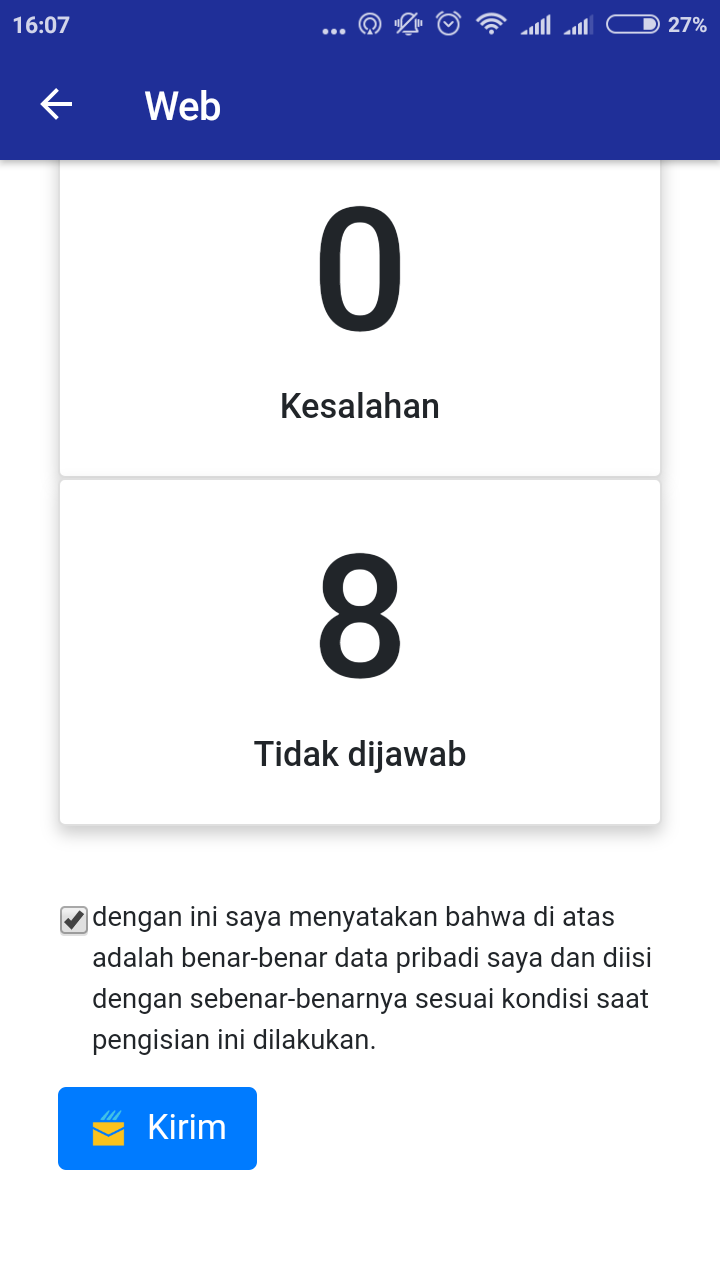 16:07
27%
Web
0
Kesalahan
8
Tidak dijawab
dengan ini saya menyatakan bahwa di atas
adalah benar-benar data pribadi saya dan diisi
dengan sebenar-benarnya sesuai kondisi saat
pengisian ini dilakukan.
Kirim